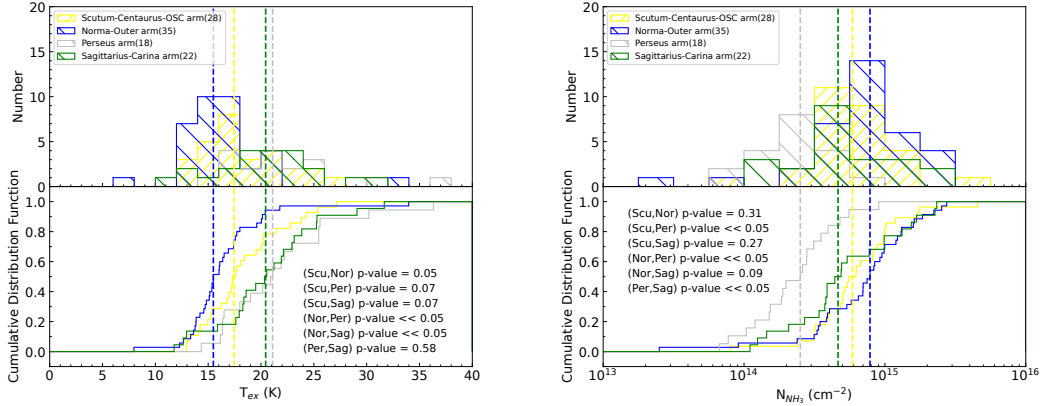 20
15
10
5
0
Number
Scutum-Centaurus-OSC arm(28)
Norma-Outer arm(35)
Perseus arm(18)
Sagittarius-Carina arm(22)
1.0
0.8
0.6
0.4
0.2
0.0
Cumulative Distribution Function
(Scu,Nor) p-value = 0.05
(Scu,Per) p-value = 0.07
(Scu,Sag) p-value = 0.07
(Nor,Per) p-value << 0.05
(Nor,Sag) p-value << 0.05
(Per,Sag) p-value = 0.58
0 5 10 15 20 25 30 35 40
T_ex (K)
20
15
10
5
0
Number
Scutum-Centaurus-OSC arm(28)
Norma-Outer arm(35)
Perseus arm(18)
Sagittarius-Carina arm(22)
1.0
0.8
0.6
0.4
0.2
0.0
Cumulative Distribution Function
(Scu,Nor) p-value = 0.31
(Scu,Per) p-value << 0.05
(Scu,Sag) p-value = 0.27
(Nor,Per) p-value << 0.05
(Nor,Sag) p-value = 0.09
(Per,Sag) p-value << 0.05
10^13 10^14 10^15 10^16
N_NH₃ (cm⁻²)